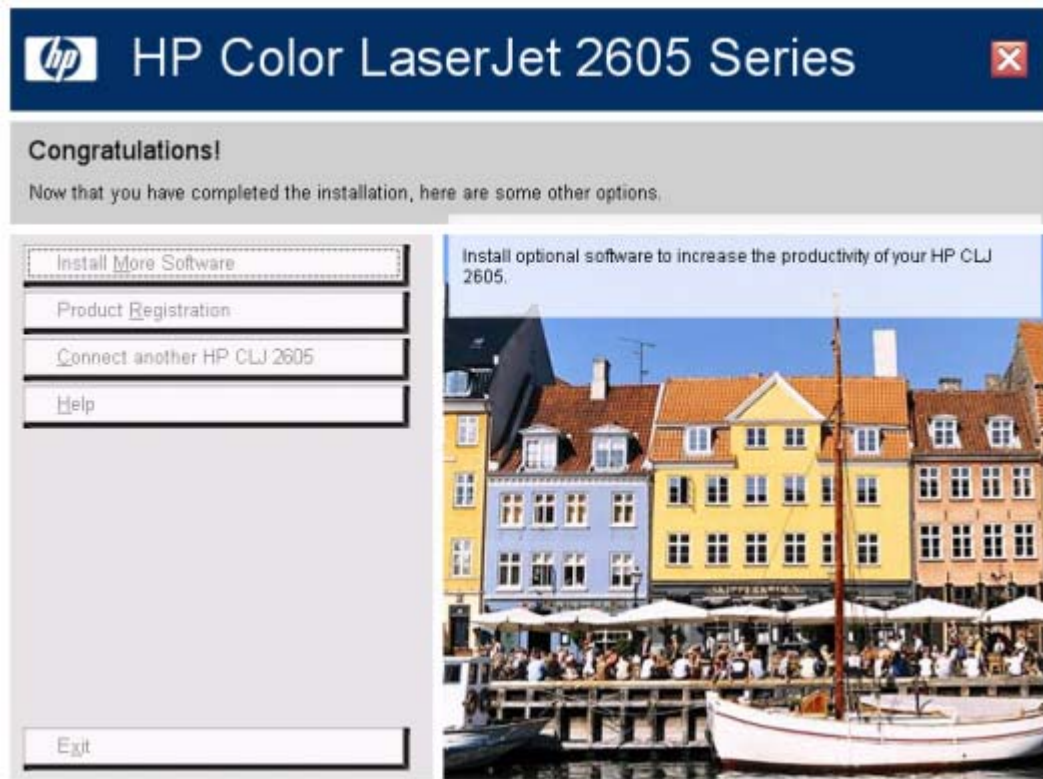 hp
HP Color LaserJet 2605 Series
Congratulations!
Now that you have completed the installation, here are some other options.
Install More Software
Product Registration
Connect another HP CLJ 2605
Help
Exit
Install optional software to increase the productivity of your HP CLJ
2605.